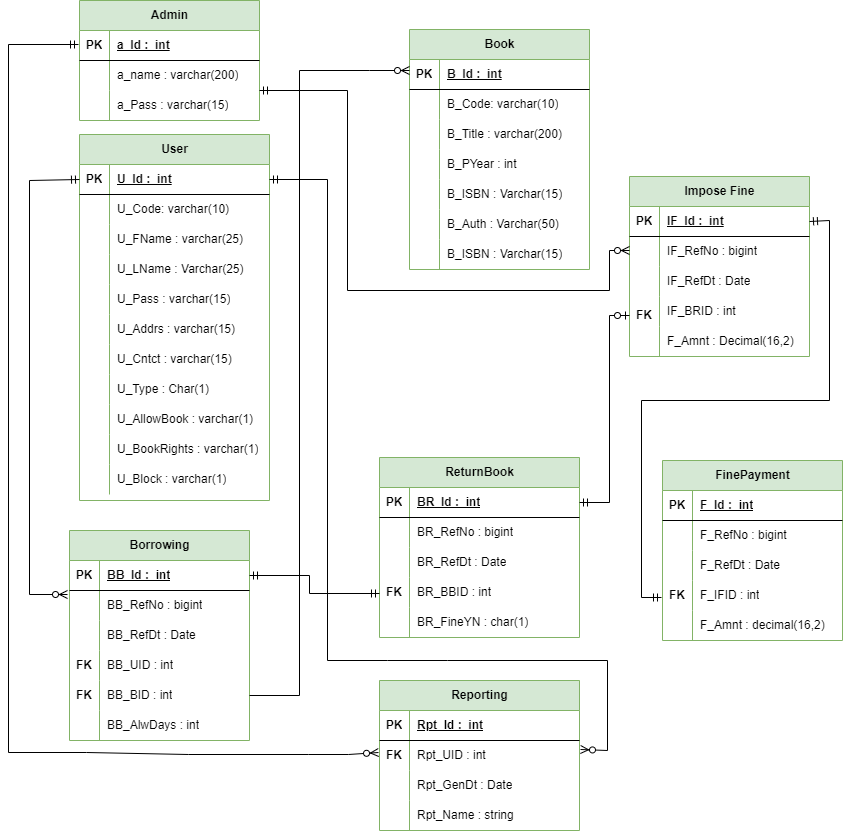 Admin
PK a_Id : int
a_name : varchar(200)
a_Pass : varchar(15)
User
PK U_Id : int
U_Code: varchar(10)
U_FName : varchar(25)
U_LName : Varchar(25)
U_Pass : varchar(15)
U_Addrs : varchar(15)
U_Cntct : varchar(15)
U_Type : Char(1)
U_AllowBook : varchar(1)
U_BookRights : varchar(1)
U_Block : varchar(1)
Borrowing
PK BB_Id : int
BB_RefNo : bigint
BB_RefDt : Date
FK BB_UID : int
FK BB_BID : int
BB_AlwDays : int
Book
PK B_Id : int
B_Code: varchar(10)
B_Title : varchar(200)
B_PYear : int
B_ISBN : Varchar(15)
B_Auth : Varchar(50)
B_ISBN : Varchar(15)
ReturnBook
PK BR_Id : int
BR_RefNo : bigint
BR_RefDt : Date
FK BR_BBID : int
BR_FineYN : char(1)
Reporting
PK Rpt_Id : int
FK Rpt_UID : int
Rpt_GenDt : Date
Rpt_Name : string
Impose Fine
PK IF_Id : int
IF_RefNo : bigint
IF_RefDt : Date
FK IF_BRID : int
F_Amnt : Decimal(16,2)
FinePayment
PK F_Id : int
F_RefNo : bigint
F_RefDt : Date
FK F_IFID : int
F_Amnt : decimal(16,2)